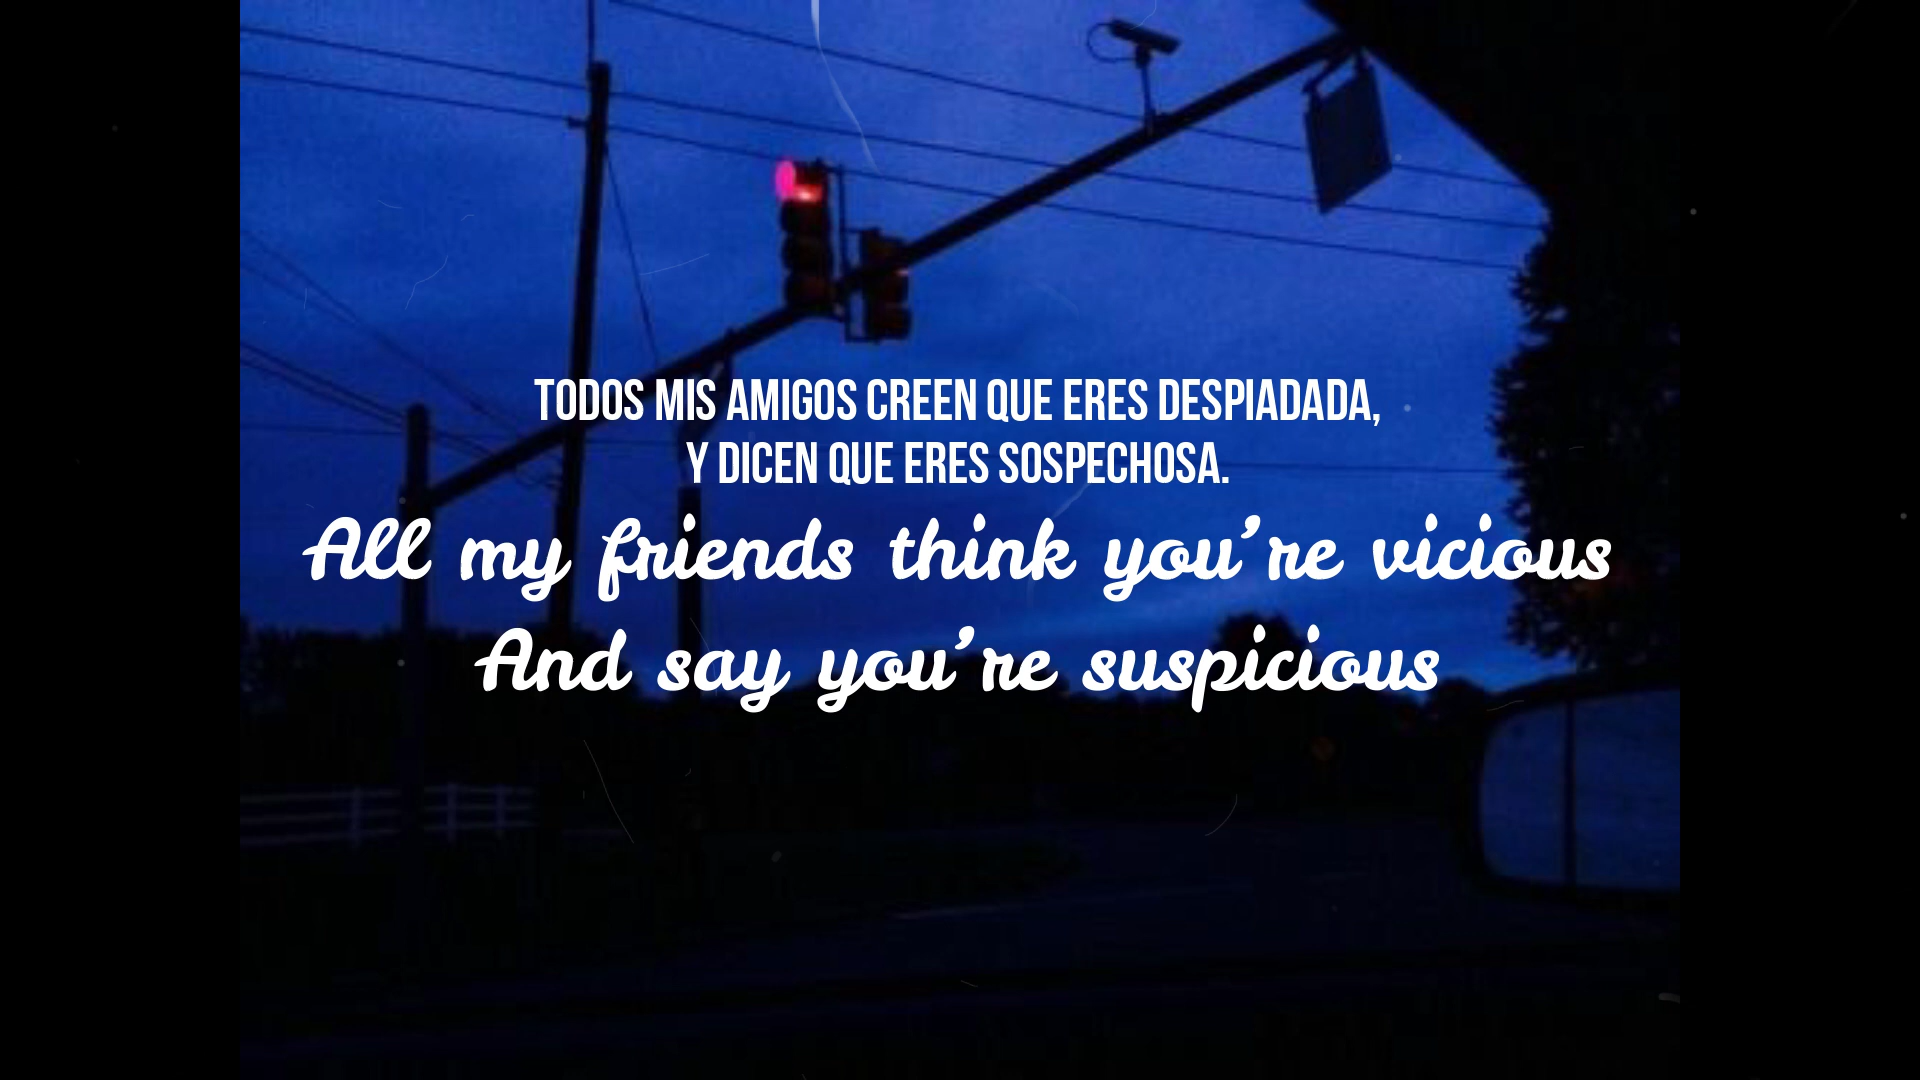 TODOS MIS AMIGOS CREEN QUE ERES DESPIADADA,
Y DICEN QUE ERES SOSPECHOSA.
All my friends think you're vicious
And say you're suspicious